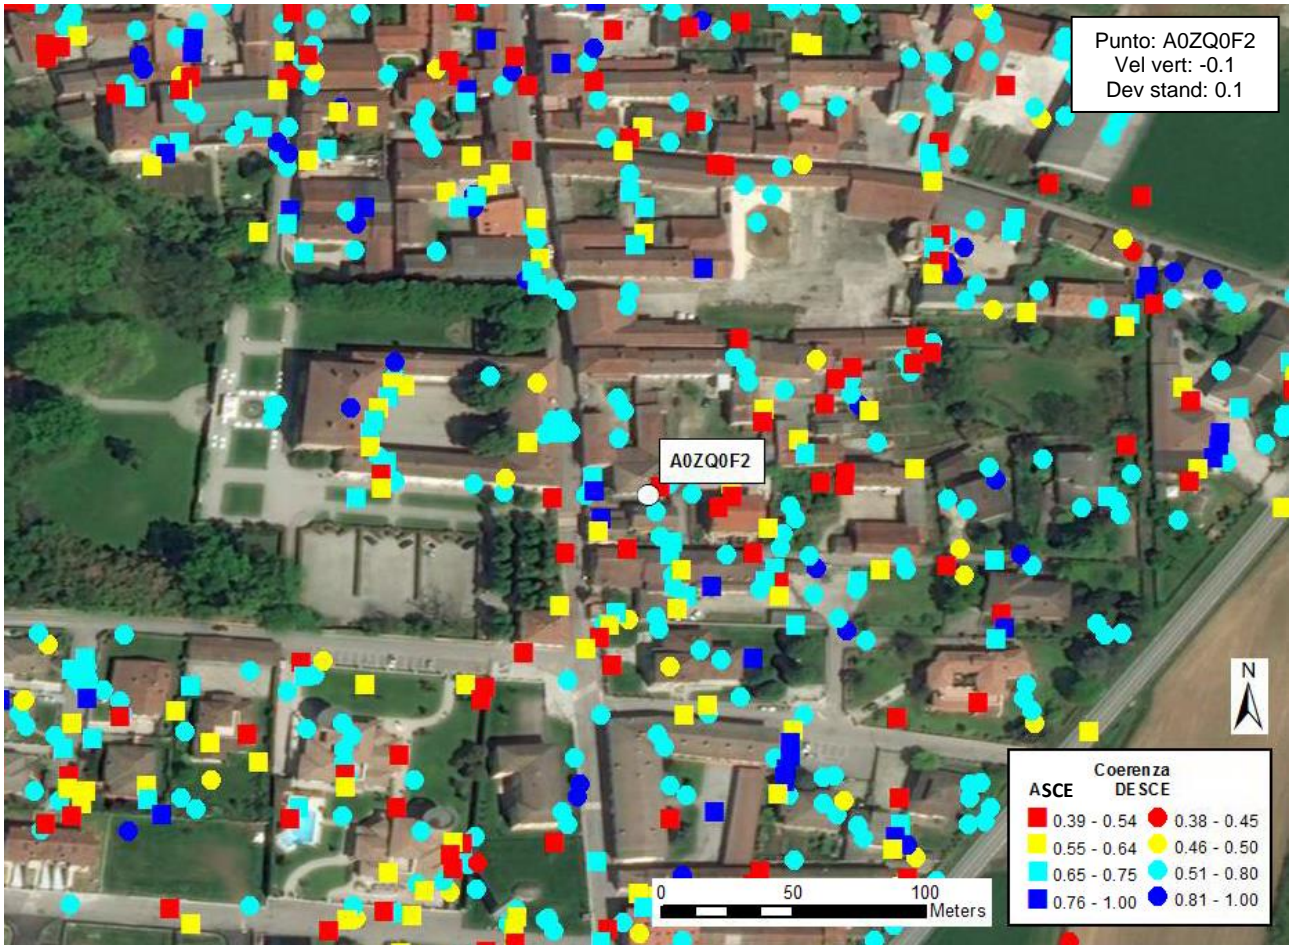 Punto: A0ZQ0F2
Vel vert: -0.1
Dev stand: 0.1
A0ZQ0F2
N
Coerenza
ASCE DESCE
0.39 - 0.54 0.38 - 0.45
0.55 - 0.64 0.46 - 0.50
0.65 - 0.75 0.51 - 0.80
0.76 - 1.00 0.81 - 1.00
0 50 100
Meters